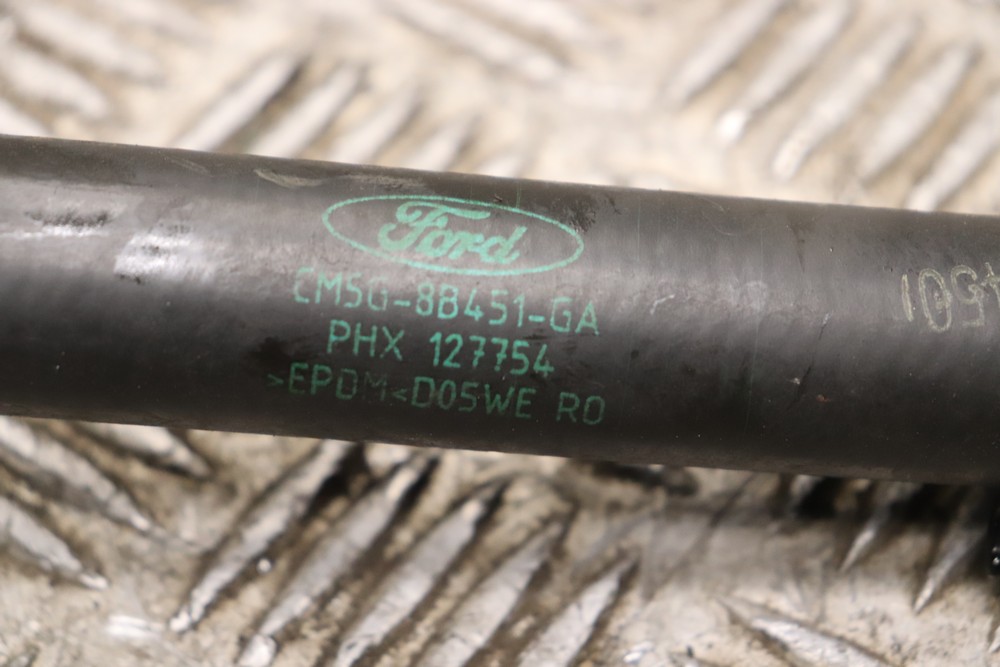 Ford
CM5G-8B451-GA
PHX 127754
>EPDM<D05WE RO